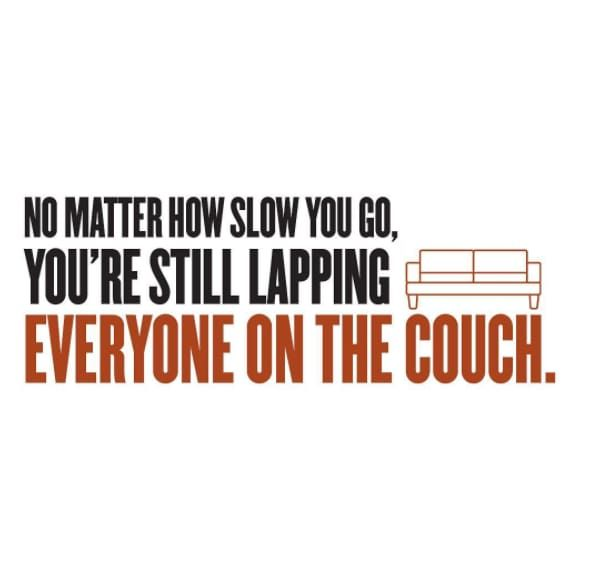 NO MATTER HOW SLOW YOU GO,
YOU'RE STILL LAPPING
EVERYONE ON THE COUCH.